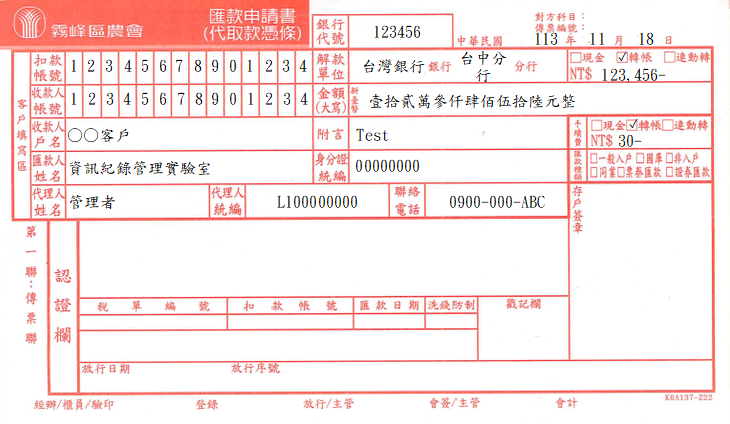 霧峰區農會
匯款申請書
(代取款憑條)
銀行代號 123456
對方科目：
傳票編號：
中華民國 113 年 11 月 18 日
扣款帳號 1 2 3 4 5 6 7 8 9 0 1 2 3 4
解款單位 台灣銀行 銀行 台中分行 分行
□現金 ☑轉帳 □連動轉
NT$ 123,456-
客戶填寫區
收款人帳號 1 2 3 4 5 6 7 8 9 0 1 2 3 4
金額(大寫) 新臺幣 壹拾貳萬參仟肆佰伍拾陸元整
收款人戶名 ○○客戶
附言 Test
手續費 □現金 ☑轉帳 □連動轉
NT$ 30-
匯款人姓名 資訊紀錄管理實驗室
身分證統編 00000000
匯款種類 □一般入戶 □國庫 □非入戶
□同業 □票券匯款 □證券匯款
代理人姓名 管理者
代理人統編 L100000000
聯絡電話 0900-000-ABC
存戶簽章
第一聯：傳票聯
認證欄
稅單編號 扣款帳號 匯款日期 洗錢防制 戳記欄
放行日期 放行序號
經辦/櫃員/驗印 登錄 放行/主管 會簽/主管 會計
K0A137-Z22